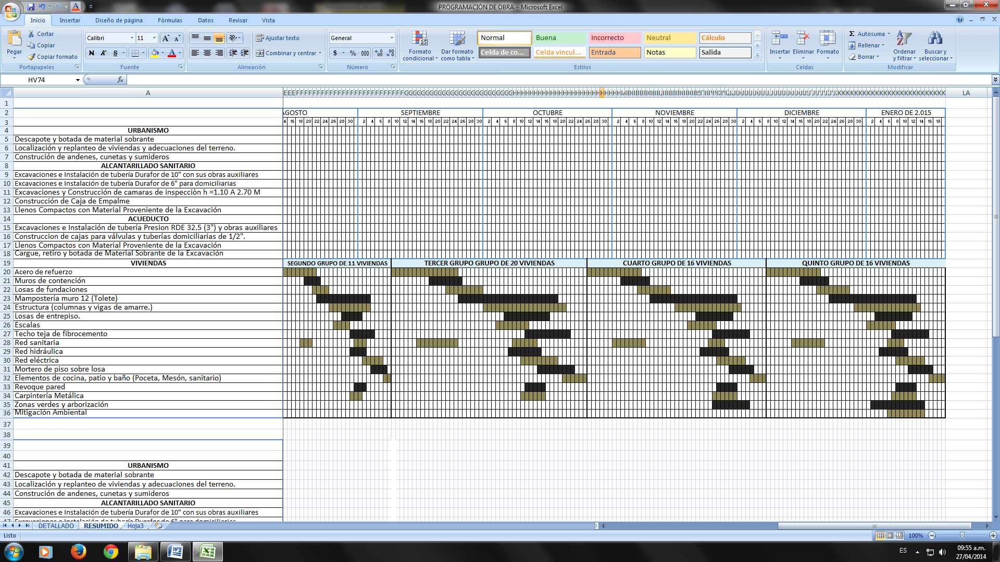 PROGRAMACIÓN DE OBRA - Microsoft Excel
Inicio Insertar Diseño de página Fórmulas Datos Revisar Vista
Pegar Cortar
Copiar
Copiar formato
Portapapeles
Calibri 11
N K S
Fuente
Ajustar texto
Combinar y centrar
Alineación
General
$ % 000
Número
Formato condicional
Dar formato como tabla
Normal Buena Incorrecto Neutral Cálculo
Celda de co... Celda vincul... Entrada Notas Salida
Estilos
Insertar Eliminar Formato
Celdas
Autosuma
Rellenar
Borrar
Ordenar y filtrar
Buscar y seleccionar
Modificar
HV74
fx
A LA
1
2 AGOSTO SEPTIEMBRE OCTUBRE NOVIEMBRE DICIEMBRE ENERO DE 2.015
3 4 16 18 20 22 24 26 28 30 2 4 6 8 10 12 14 16 18 20 22 24 26 28 30 2 4 6 8 10 12 14 16 18 20 22 24 26 28 30 2 4 6 8 10 12 14 16 18 20 22 24 26 28 30 2 4 6 8 10 12 14 16 18 20 22 24 26 28 30 2 4 6 8 10 12 14 16 18
4 URBANISMO
5 Descapote y botada de material sobrante
6 Localización y replanteo de viviendas y adecuaciones del terreno.
7 Construción de andenes, cunetas y sumideros
8 ALCANTARILLADO SANITARIO
9 Excavaciones e Instalación de tubería Durafor de 10" con sus obras auxiliares
10 Excavaciones e Instalación de tubería Durafor de 6" para domiciliarias
11 Excavaciones y Construcción de camaras de inspecciòn h =1.10 A 2.70 M
12 Construcción de Caja de Empalme
13 Llenos Compactos con Material Proveniente de la Excavación
14 ACUEDUCTO
15 Excavaciones e Instalación de tubería Presion RDE 32.5 (3") y obras auxiliares
16 Construccion de cajas para válvulas y tuberías domiciliarias de 1/2".
17 Llenos Compactos con Material Proveniente de la Excavación
18 Cargue, retiro y botada de Material Sobrante de la Excavación
19 VIVIENDAS SEGUNDO GRUPO DE 11 VIVIENDAS TERCER GRUPO GRUPO DE 20 VIVIENDAS CUARTO GRUPO DE 16 VIVIENDAS QUINTO GRUPO DE 16 VIVIENDAS
20 Acero de refuerzo
21 Muros de contención
22 Losas de fundaciones
23 Mampostería muro 12 (Tolete)
24 Estructura (columnas y vigas de amarre.)
25 Losas de entrepiso.
26 Escalas
27 Techo teja de fibrocemento
28 Red sanitaria
29 Red hidráulica
30 Red eléctrica
31 Mortero de piso sobre losa
32 Elementos de cocina, patio y baño (Poceta, Mesón, sanitario)
33 Revoque pared
34 Carpintería Metálica
35 Zonas verdes y arborización
36 Mitigación Ambiental
37
38
39
40
41 URBANISMO
42 Descapote y botada de material sobrante
43 Localización y replanteo de viviendas y adecuaciones del terreno.
44 Construción de andenes, cunetas y sumideros
45 ALCANTARILLADO SANITARIO
46 Excavaciones e Instalación de tubería Durafor de 10" con sus obras auxiliares
47 Excavaciones e Instalación de tubería Durafor de 6" para domiciliarias
DETALLADO RESUMIDO Hoja3
Listo 100%
ES 09:55 a.m.
27/04/2014